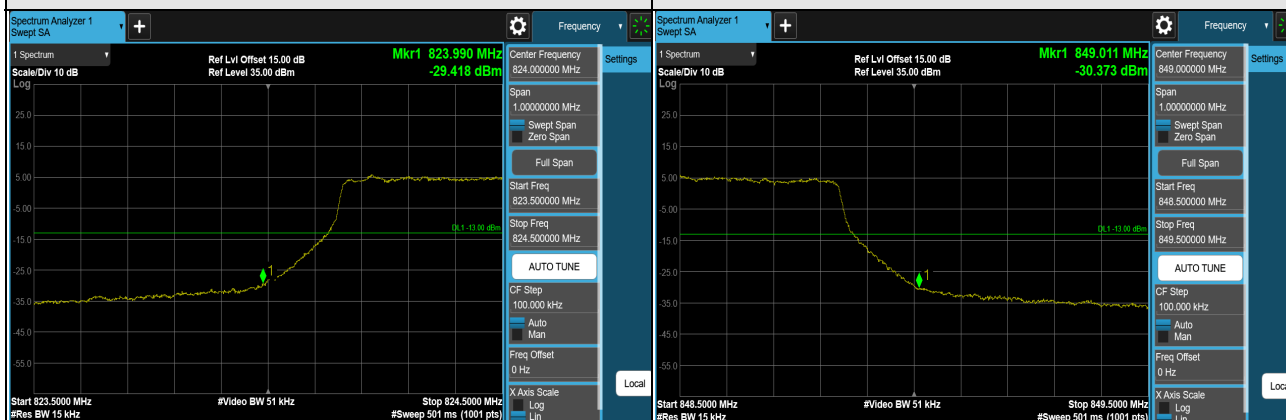 Spectrum Analyzer 1
Swept SA
+
Frequency
1 Spectrum
Scale/Div 10 dB
Log
Ref Lvl Offset 15.00 dB
Ref Level 35.00 dBm
Mkr1 823.990 MHz
-29.418 dBm
25.0
15.0
5.00
-5.00
-15.0
-25.0
-35.0
-45.0
-55.0
DL1 -13.00 dBm
1
Start 823.5000 MHz
#Res BW 15 kHz
#Video BW 51 kHz
Stop 824.5000 MHz
#Sweep 501 ms (1001 pts)
Center Frequency
824.000000 MHz
Settings
Span
1.00000000 MHz
Swept Span
Zero Span
Full Span
Start Freq
823.500000 MHz
Stop Freq
824.500000 MHz
AUTO TUNE
CF Step
100.000 kHz
Auto
Man
Freq Offset
0 Hz
X Axis Scale
Log
Lin
Local
Spectrum Analyzer 1
Swept SA
+
Frequency
1 Spectrum
Scale/Div 10 dB
Log
Ref Lvl Offset 15.00 dB
Ref Level 35.00 dBm
Mkr1 849.011 MHz
-30.373 dBm
25.0
15.0
5.00
-5.00
-15.0
-25.0
-35.0
-45.0
-55.0
DL1 -13.00 dBm
1
Start 848.5000 MHz
#Res BW 15 kHz
#Video BW 51 kHz
Stop 849.5000 MHz
#Sweep 501 ms (1001 pts)
Center Frequency
849.000000 MHz
Settings
Span
1.00000000 MHz
Swept Span
Zero Span
Full Span
Start Freq
848.500000 MHz
Stop Freq
849.500000 MHz
AUTO TUNE
CF Step
100.000 kHz
Auto
Man
Freq Offset
0 Hz
X Axis Scale
Log
Lin